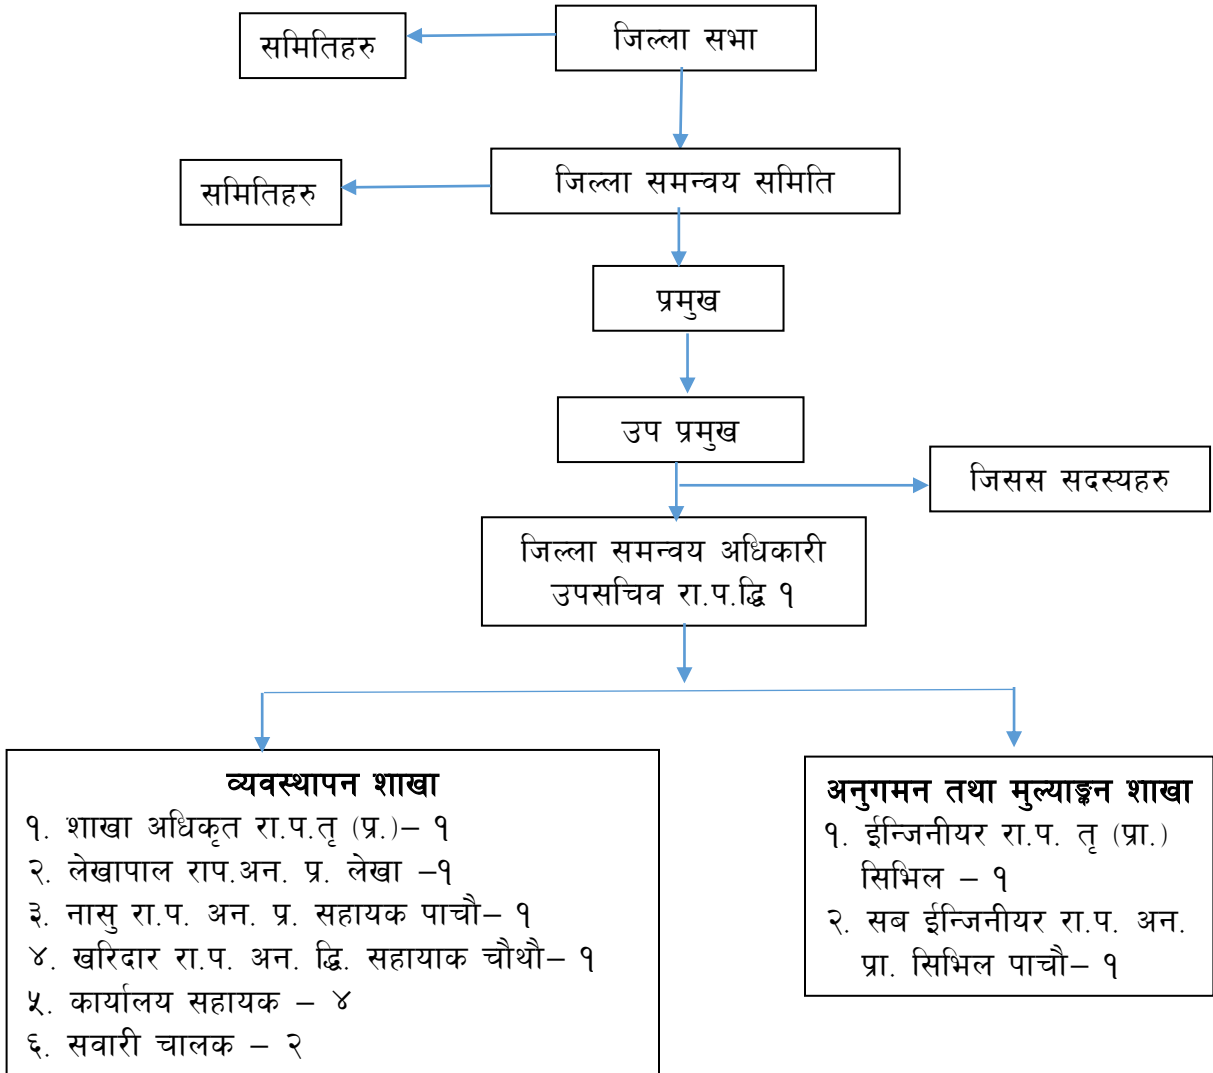 समितिहरु
जिल्ला सभा
समितिहरु
जिल्ला समन्वय समिति
प्रमुख
उप प्रमुख
जिसस सदस्यहरु
जिल्ला समन्वय अधिकारी
उपसचिव रा.प.द्धि १
व्यवस्थापन शाखा
१. शाखा अधिकृत रा.प.तृ (प्र.)– १
२. लेखापाल राप.अन. प्र. लेखा –१
३. नासु रा.प. अन. प्र. सहायक पाचौ– १
४. खरिदार रा.प. अन. द्धि. सहायाक चौथौ– १
५. कार्यालय सहायक – ४
६. सवारी चालक – २
अनुगमन तथा मुल्याङ्कन शाखा
१. ईन्जिनीयर रा.प. तृ (प्रा.)
सिभिल – १
२. सब ईन्जिनीयर रा.प. अन.
प्रा. सिभिल पाचौ– १